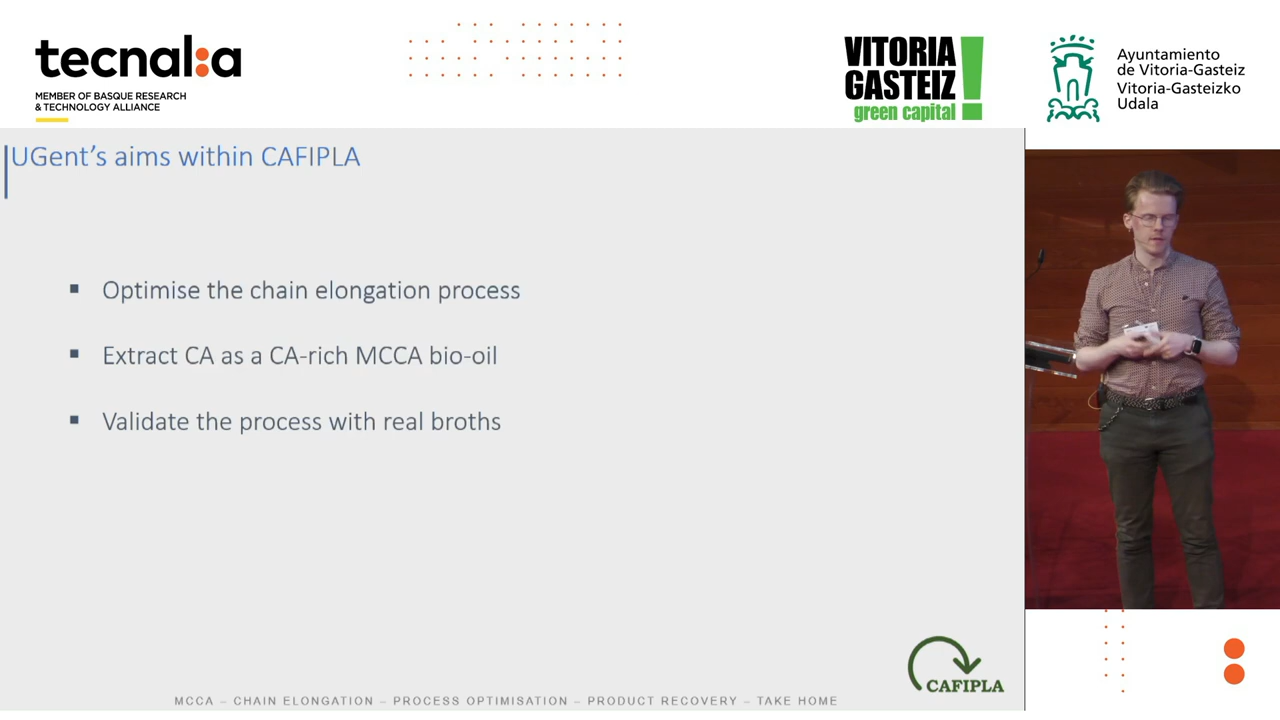 tecnal:a
MEMBER OF BASQUE RESEARCH
& TECHNOLOGY ALLIANCE
VITORIA
GASTEIZ
green capital
Ayuntamiento
de Vitoria-Gasteiz
Vitoria-Gasteizko
Udala
UGent’s aims within CAFIPLA
▪ Optimise the chain elongation process
▪ Extract CA as a CA-rich MCCA bio-oil
▪ Validate the process with real broths
CAFIPLA
MCCA – CHAIN ELONGATION – PROCESS OPTIMISATION – PRODUCT RECOVERY – TAKE HOME